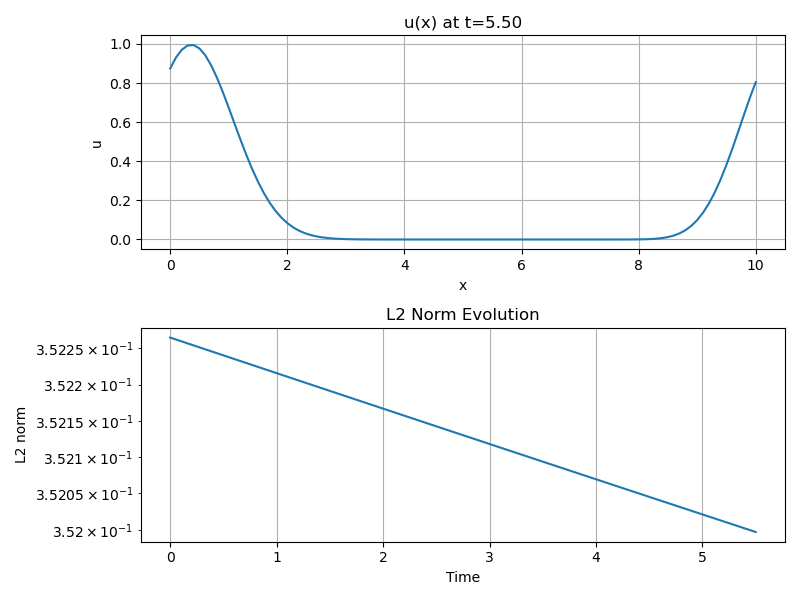 u(x) at t=5.50
1.0
0.8
0.6
0.4
0.2
0.0
u
0 2 4 6 8 10
x
L2 Norm Evolution
3.5225 × 10⁻¹
3.522 × 10⁻¹
3.5215 × 10⁻¹
3.521 × 10⁻¹
3.5205 × 10⁻¹
3.52 × 10⁻¹
L2 norm
0 1 2 3 4 5
Time